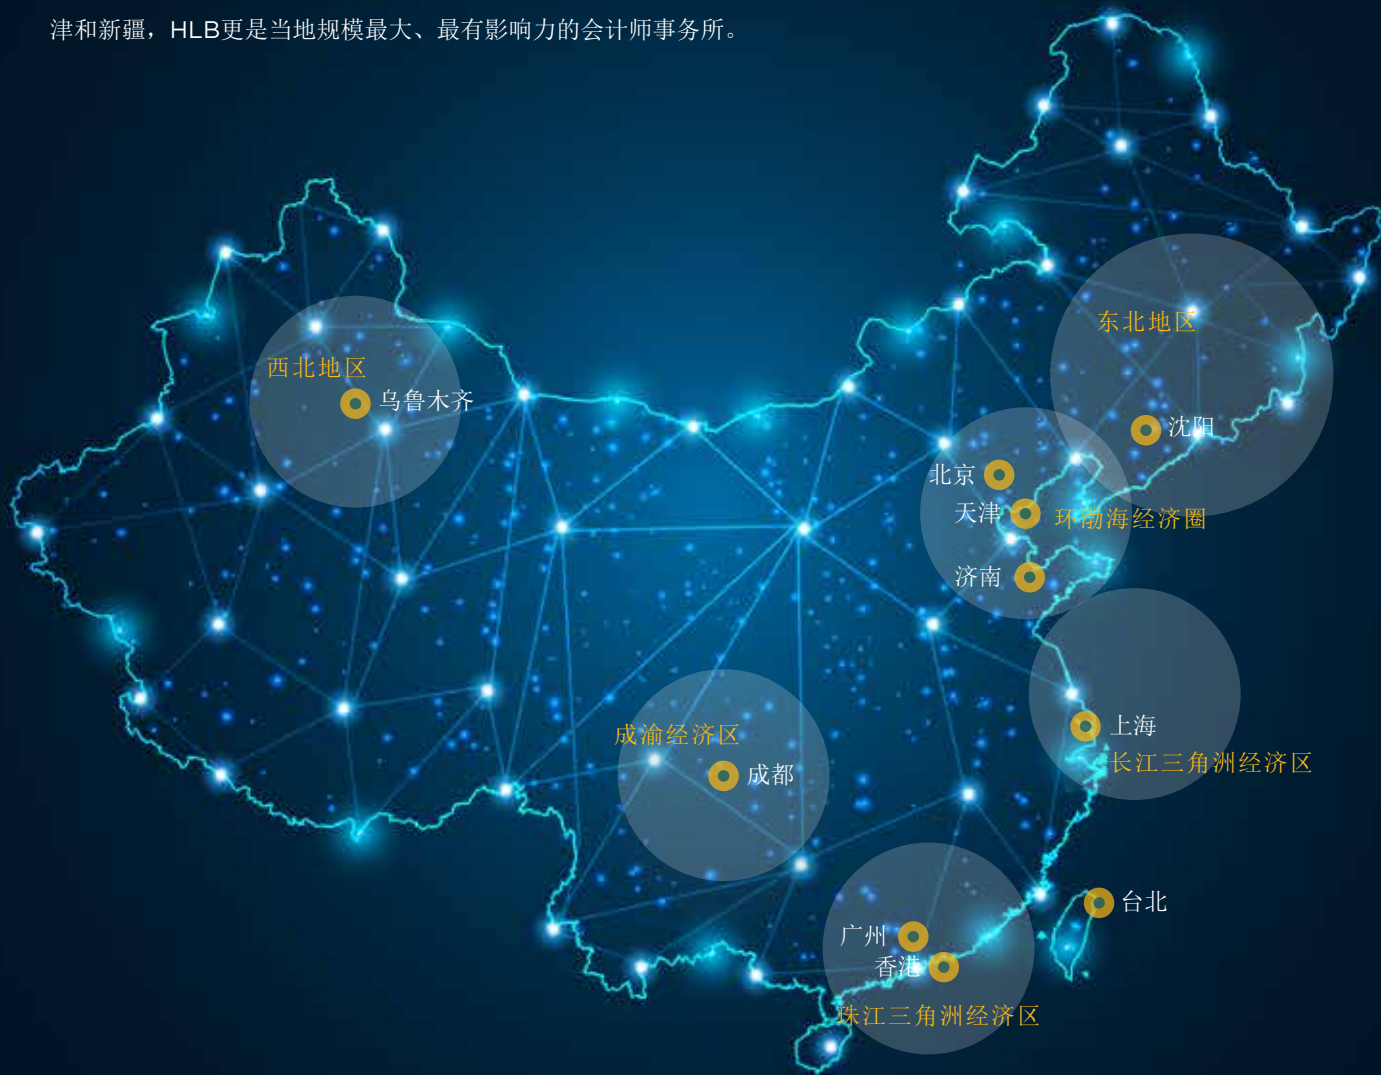 津和新疆，HLB更是当地规模最大、最有影响力的会计师事务所。
东北地区
西北地区
乌鲁木齐
沈阳
北京
天津
环渤海经济圈
济南
上海
成渝经济区
长江三角洲经济区
成都
台北
广州
香港
珠江三角洲经济区